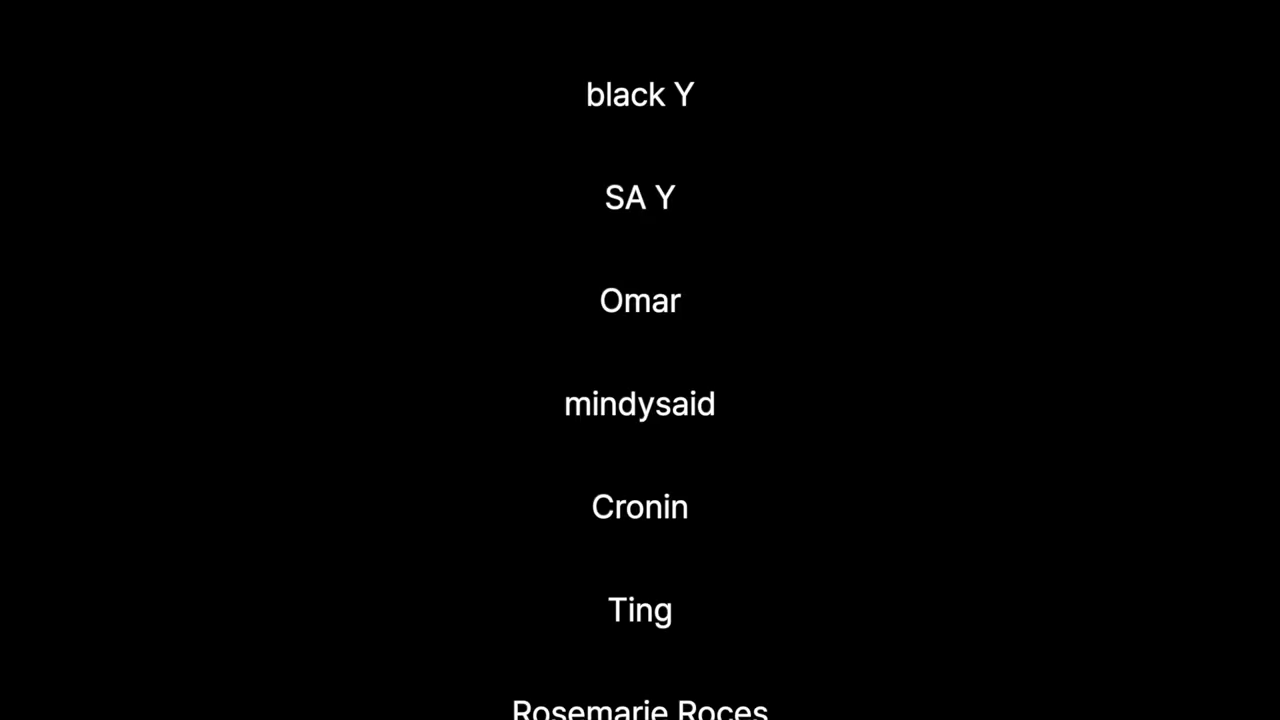 black Y
SA Y
Omar
mindysaid
Cronin
Ting
Rosemarie Roces